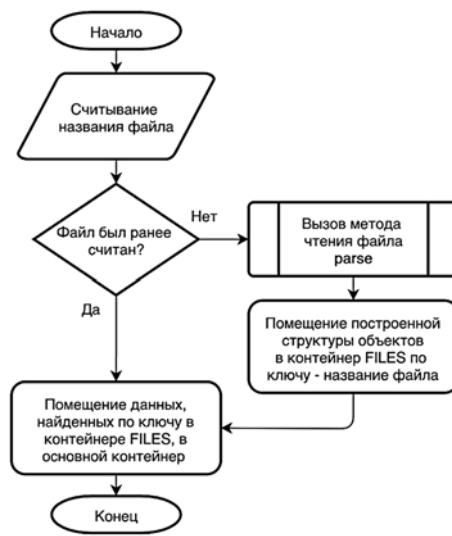 Начало
Считывание
названия файла
Файл был ранее
считан?
Нет
Вызов метода
чтения файла
parse
Да
Помещение построенной
структуры объектов
в контейнер FILES по
ключу - название файла
Помещение данных,
найденных по ключу в
контейнере FILES, в
основной контейнер
Конец